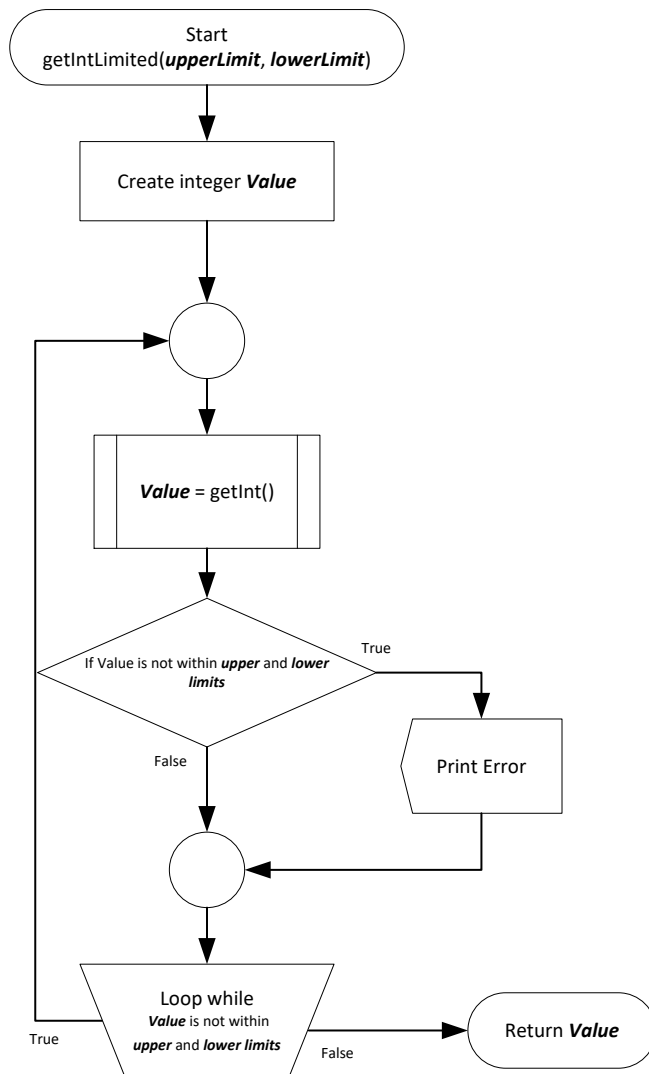 Start
getIntLimited(upperLimit, lowerLimit)
Create integer Value
Value = getInt()
If Value is not within upper and lower
limits
True
False
Print Error
Loop while
Value is not within
upper and lower limits
True
False
Return Value